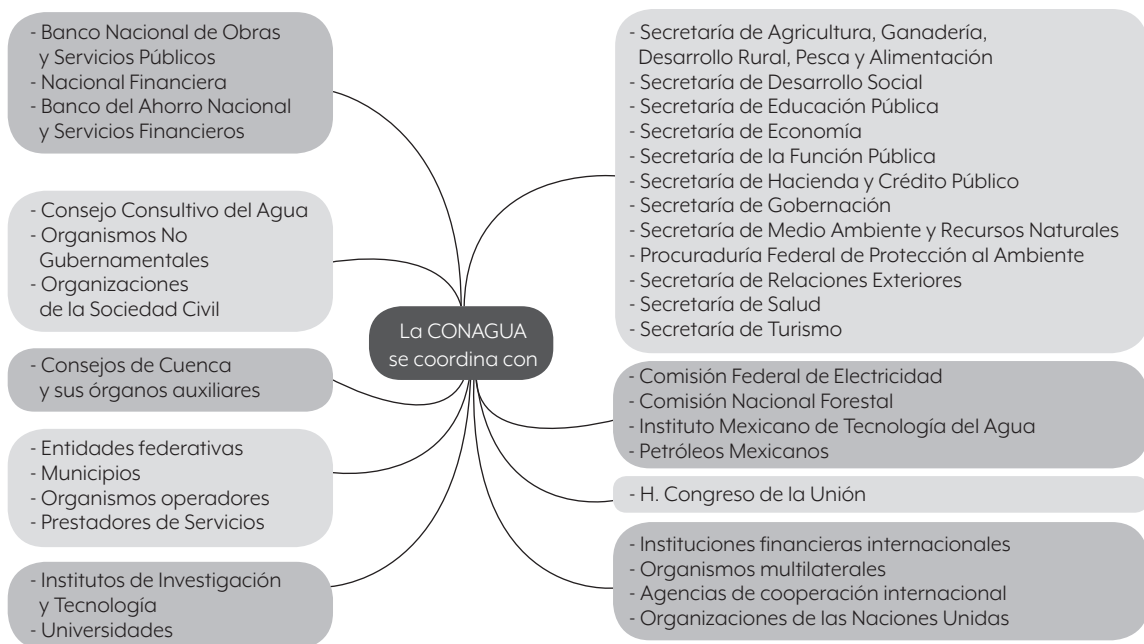 - Banco Nacional de Obras
y Servicios Públicos
- Nacional Financiera
- Banco del Ahorro Nacional
y Servicios Financieros
- Consejo Consultivo del Agua
- Organismos No
Gubernamentales
- Organizaciones
de la Sociedad Civil
- Consejos de Cuenca
y sus órganos auxiliares
- Entidades federativas
- Municipios
- Organismos operadores
- Prestadores de Servicios
- Institutos de Investigación
y Tecnología
- Universidades
La CONAGUA
se coordina con
- Secretaría de Agricultura, Ganadería,
Desarrollo Rural, Pesca y Alimentación
- Secretaría de Desarrollo Social
- Secretaría de Educación Pública
- Secretaría de Economía
- Secretaría de la Función Pública
- Secretaría de Hacienda y Crédito Público
- Secretaría de Gobernación
- Secretaría de Medio Ambiente y Recursos Naturales
- Procuraduría Federal de Protección al Ambiente
- Secretaría de Relaciones Exteriores
- Secretaría de Salud
- Secretaría de Turismo
- Comisión Federal de Electricidad
- Comisión Nacional Forestal
- Instituto Mexicano de Tecnología del Agua
- Petróleos Mexicanos
- H. Congreso de la Unión
- Instituciones financieras internacionales
- Organismos multilaterales
- Agencias de cooperación internacional
- Organizaciones de las Naciones Unidas